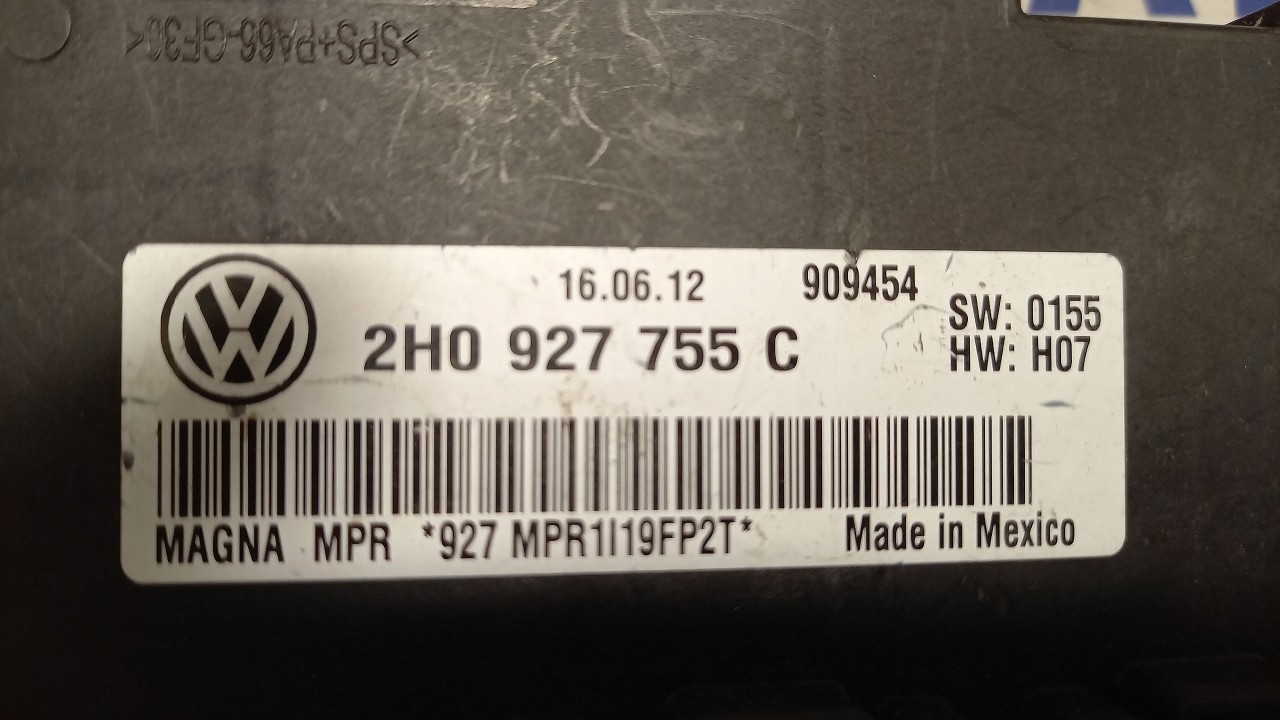 >SPS+PA66-GF30<
16.06.12
909454
2H0 927 755 C
SW: 0155
HW: H07
MAGNA MPR *927 MPR1I19FP2T* Made in Mexico